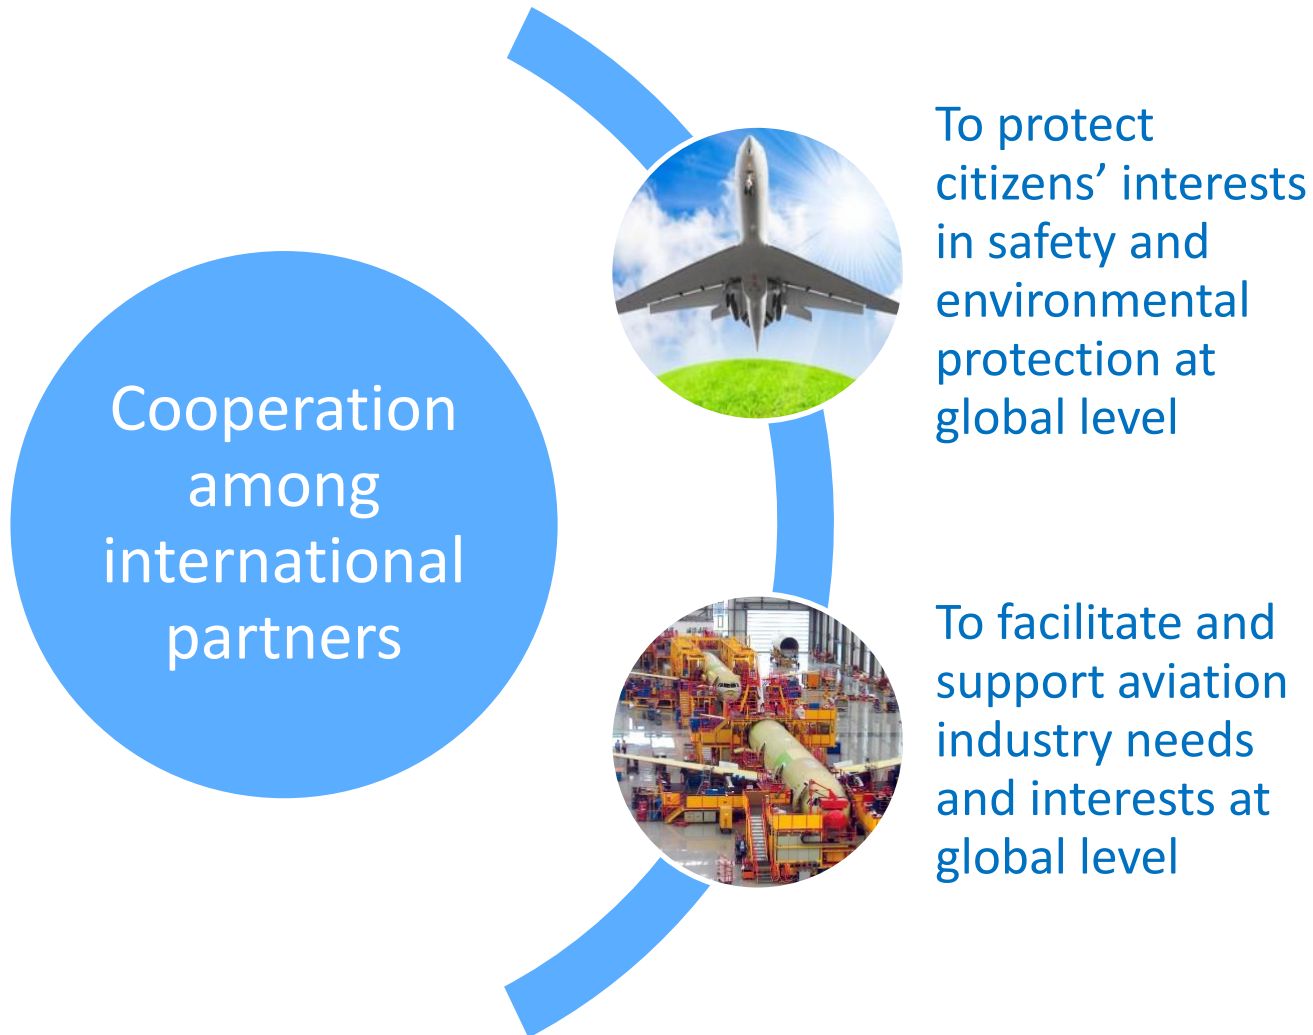 Cooperation
among
international
partners
To protect
citizens’ interests
in safety and
environmental
protection at
global level
To facilitate and
support aviation
industry needs
and interests at
global level